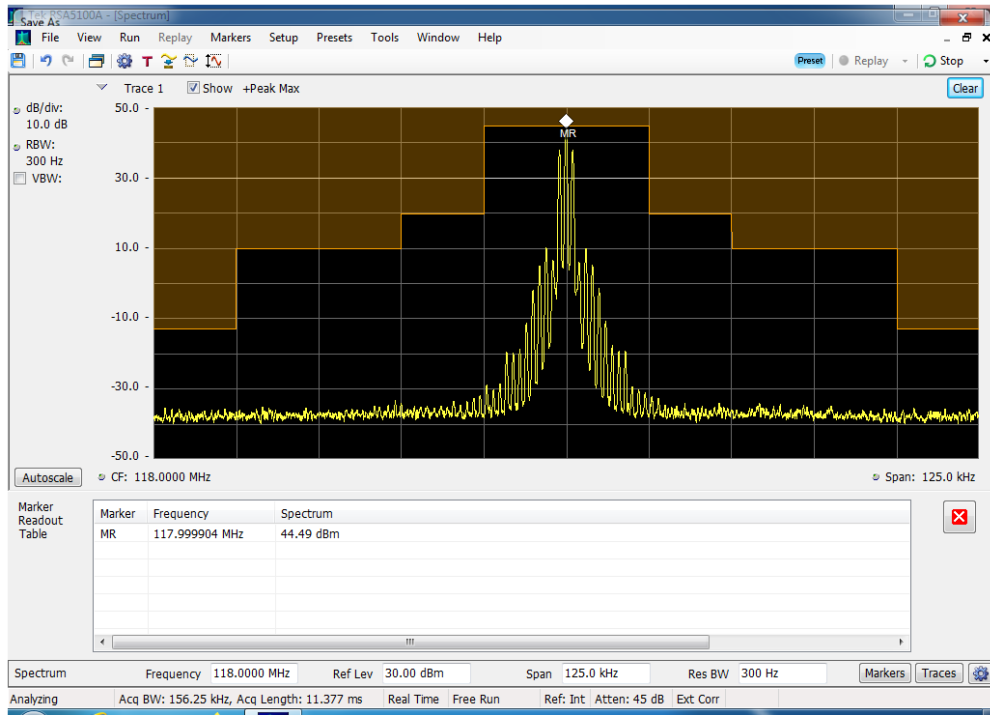 Save As
Tek RSA5100A - [Spectrum]
File View Run Replay Markers Setup Presets Tools Window Help
Preset Replay Stop
Trace 1 Show +Peak Max Clear
dB/div:
10.0 dB
RBW:
300 Hz
VBW:
50.0
30.0
10.0
-10.0
-30.0
-50.0
MR
Autoscale CF: 118.0000 MHz Span: 125.0 kHz
Marker
Readout
Table
Marker Frequency Spectrum
MR 117.999904 MHz 44.49 dBm
Spectrum Frequency 118.0000 MHz Ref Lev 30.00 dBm Span 125.0 kHz Res BW 300 Hz Markers Traces
Analyzing Acq BW: 156.25 kHz, Acq Length: 11.377 ms Real Time Free Run Ref: Int Atten: 45 dB Ext Corr